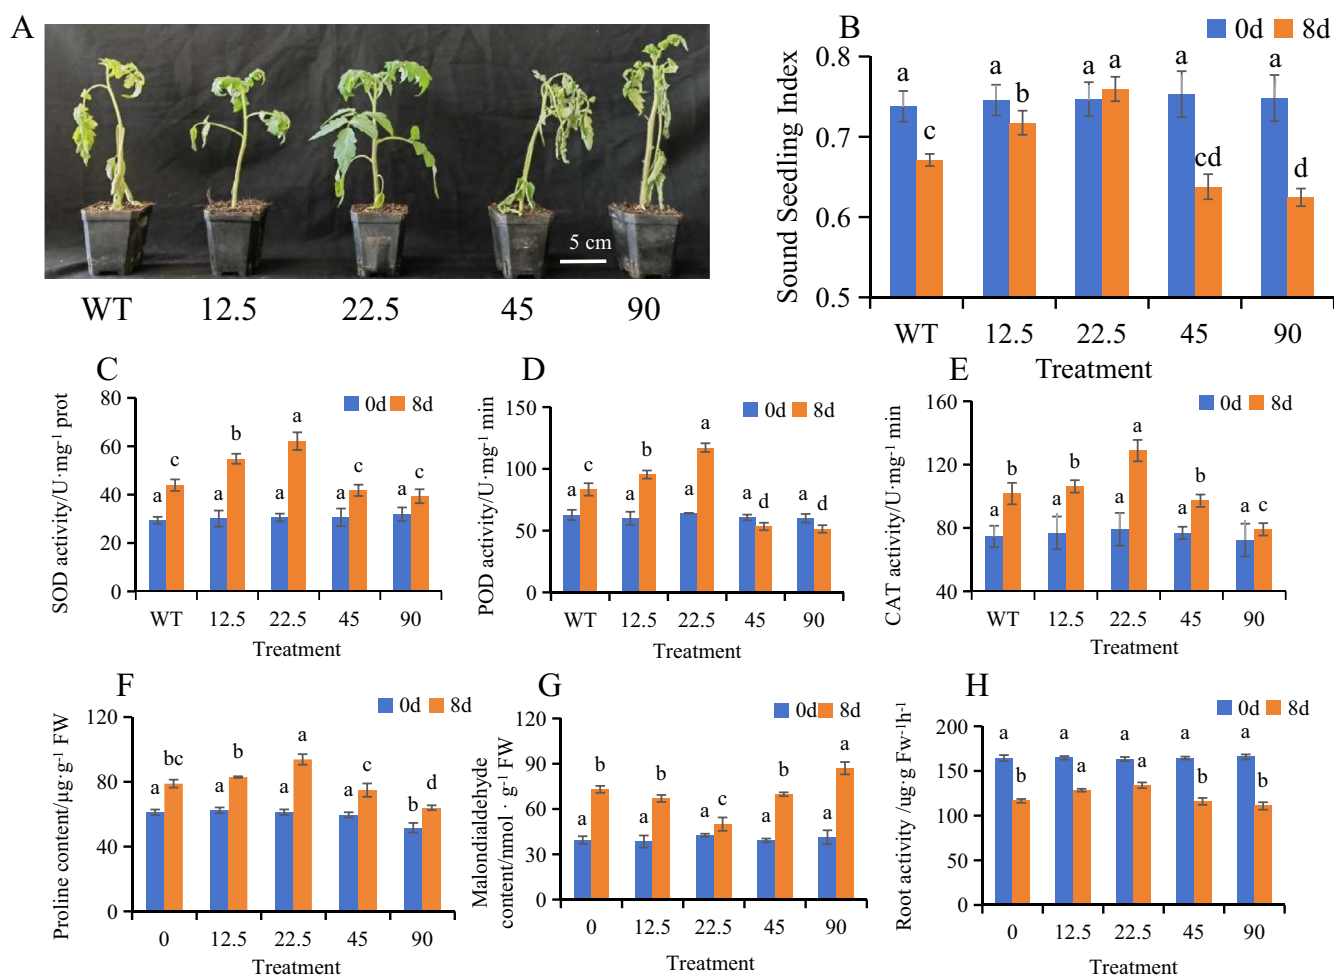 A
5 cm
WT 12.5 22.5 45 90
B
0d 8d
Sound Seedling Index
0.8
0.7
0.6
0.5
a c a b a a a cd a d
WT 12.5 22.5 45 90
Treatment
C
0d 8d
SOD activity/U·mg⁻¹ prot
80
60
40
20
0
a c a b a a a c a c
WT 12.5 22.5 45 90
Treatment
D
0d 8d
POD activity/U·mg⁻¹ min
150
100
50
0
a c a b a a a d a d
WT 12.5 22.5 45 90
Treatment
E
0d 8d
CAT activity/U·mg⁻¹ min
160
120
80
40
a b a b a a a b a c
WT 12.5 22.5 45 90
Treatment
F
0d 8d
Proline content/μg·g⁻¹ FW
120
80
40
0
a bc a b a a a c b d
0 12.5 22.5 45 90
Treatment
G
0d 8d
Malondialdehyde
content/nmol · g⁻¹ FW
120
90
60
30
0
a b a b a c a b a a
0 12.5 22.5 45 90
Treatment
H
0d 8d
Root activity /ug·g Fw⁻¹h⁻¹
200
150
100
50
0
a b a a a a a b a b
0 12.5 22.5 45 90
Treatment